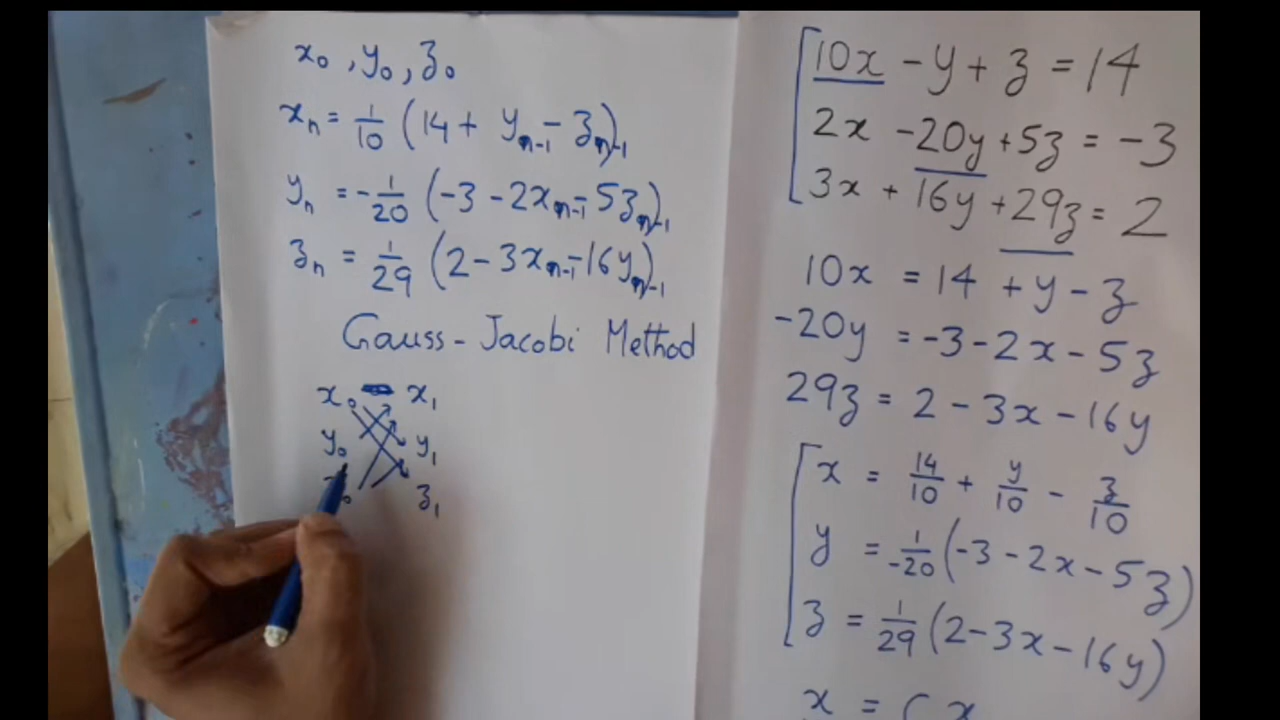 x₀, y₀, z₀
xₙ = 1/10 (14 + yₙ₋₁ - zₙ₋₁)
yₙ = -1/20 (-3 - 2xₙ₋₁ - 5zₙ₋₁)
zₙ = 1/29 (2 - 3xₙ₋₁ - 16yₙ₋₁)
Gauss - Jacobi Method
x₀ x₁
y₀ y₁
z₁
10x - y + z = 14
2x - 20y + 5z = -3
3x + 16y + 29z = 2
10x = 14 + y - z
-20y = -3 - 2x - 5z
29z = 2 - 3x - 16y
x = 14/10 + y/10 - z/10
y = 1/-20 (-3 - 2x - 5z)
z = 1/29 (2 - 3x - 16y)
x =